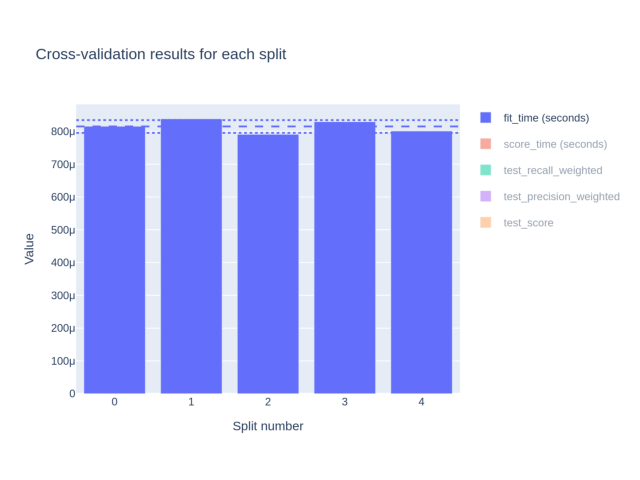 Cross-validation results for each split
Value
800μ
700μ
600μ
500μ
400μ
300μ
200μ
100μ
0
0 1 2 3 4
Split number
fit_time (seconds)
score_time (seconds)
test_recall_weighted
test_precision_weighted
test_score